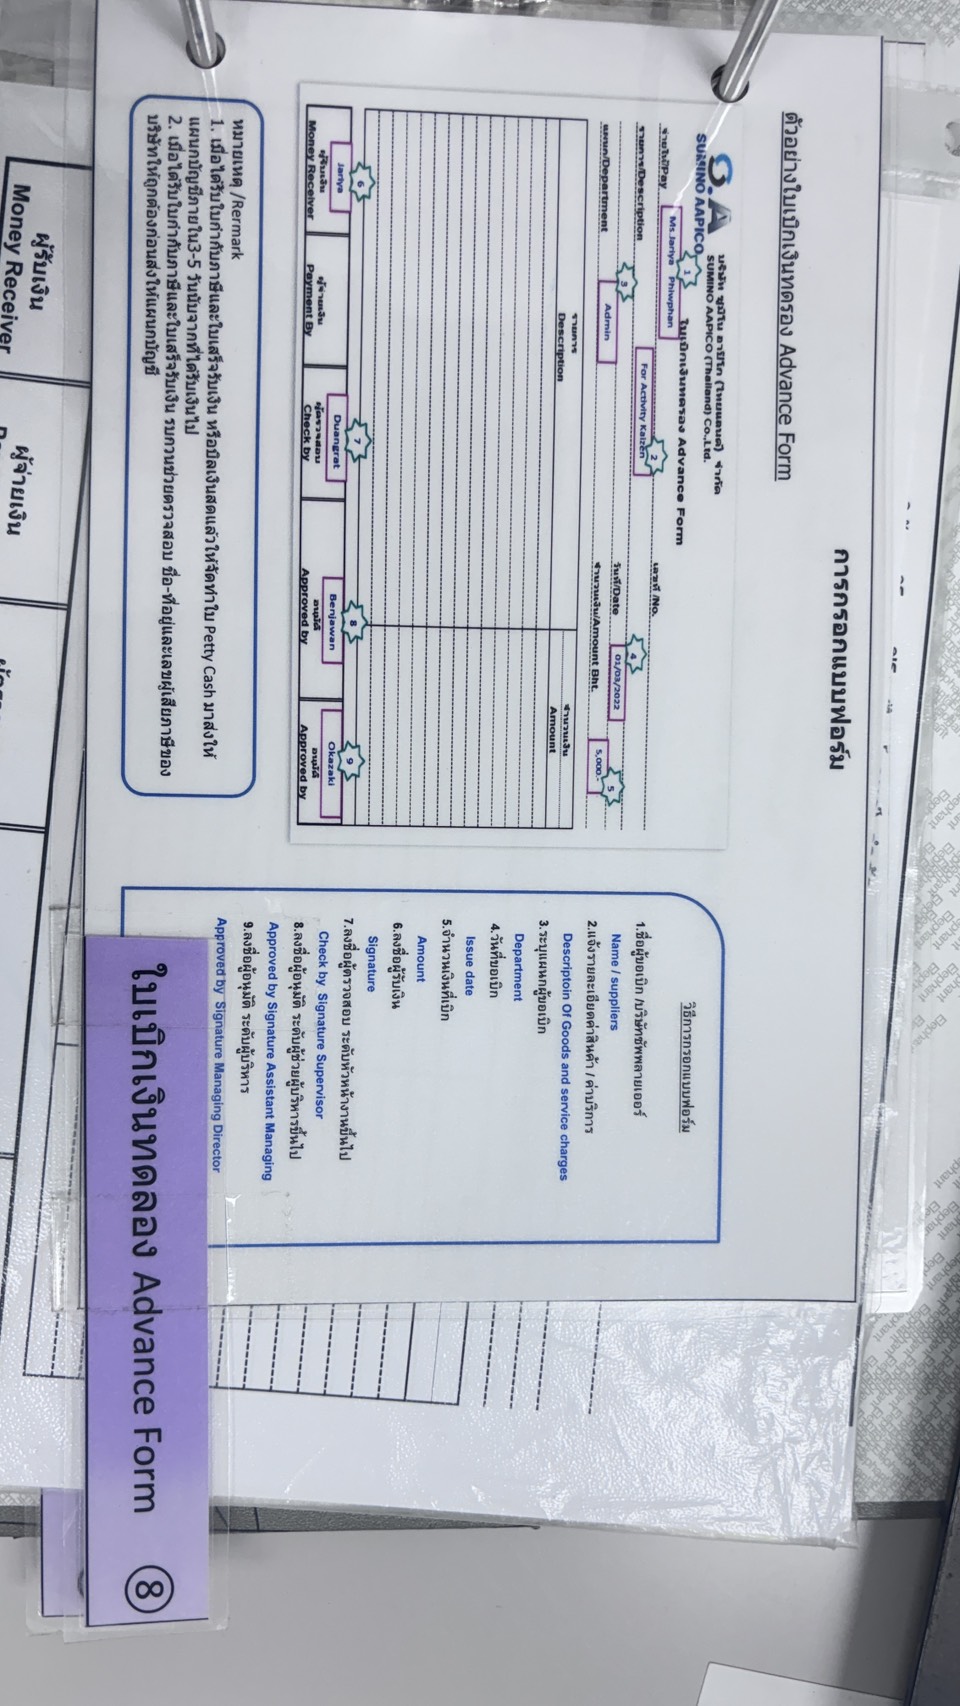 Elephant
การกรอกแบบฟอร์ม
ตัวอย่างใบเบิกเงินทดรอง Advance Form
S.A
SUMINO AAPICO
บริษัท ซูมิโน อาปิโก (ไทยแลนด์) จำกัด
SUMINO AAPICO (Thailand) Co.,Ltd.
ใบเบิกเงินทดรอง Advance Form
1
จ่ายให้/Pay Ms.Jariya Phiwphan
เลขที่ /No.
2
รายการ/Description For Activity Kaizen
4
วันที่/Date 01/03/2022
3
แผนก/Department Admin
5
จำนวนเงิน/Amount Bht. 5,000.-
รายการ จำนวนเงิน
Description Amount
6 7 8 9
Jariya Duangrat Benjawan Okazaki
ผู้รับเงิน ผู้จ่ายเงิน ผู้ตรวจสอบ อนุมัติ อนุมัติ
Money Receiver Payment By Check by Approved by Approved by
หมายเหตุ /Rermark
1. เมื่อได้รับใบกำกับภาษีและใบเสร็จรับเงิน หรือบิลเงินสดแล้วให้จัดทำใบ Petty Cash มาส่งให้
แผนกบัญชีภายใน3-5 วันนับจากที่ได้รับเงินไป
2. เมื่อได้รับใบกำกับภาษีและใบเสร็จรับเงิน รบกวนช่วยตรวจสอบ ชื่อ-ที่อยู่และเลขผู้เสียภาษีของ
บริษัทให้ถูกต้องก่อนส่งให้แผนกบัญชี
วิธีการกรอกแบบฟอร์ม
1.ชื่อผู้ขอเบิก /บริษัทซัพพลายเออร์
Name / suppliers
2.แจ้งรายละเอียดค่าสินค้า / ค่าบริการ
Descriptoin Of Goods and service charges
3.ระบุแผนกผู้ขอเบิก
Department
4.วันที่ขอเบิก
Issue date
5.จำนวนเงินที่เบิก
Amount
6.ลงชื่อผู้รับเงิน
Signature
7.ลงชื่อผู้ตรวจสอบ ระดับหัวหน้างานขึ้นไป
Check by Signature Supervisor
8.ลงชื่อผู้อนุมัติ ระดับผู้ช่วยผู้บริหารขึ้นไป
Approved by Signature Assistant Managing
9.ลงชื่อผู้อนุมัติ ระดับผู้บริหาร
Approved by Signature Managing Director
ใบเบิกเงินทดลอง Advance Form 8
ผู้รับเงิน ผู้จ่ายเงิน
Money Receiver